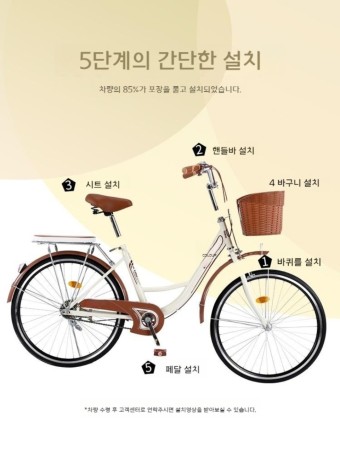 5단계의 간단한 설치
차량의 85%가 포장을 풀고 설치되었습니다.
2 핸들바 설치
3 시트 설치
4 바구니 설치
1 바퀴를 설치
5 페달 설치
*차량 수령 후 고객센터로 연락주시면 설치영상을 받아보실 수 있습니다.